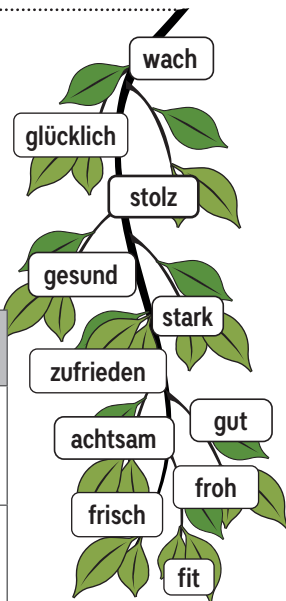 wach
glücklich
stolz
gesund
stark
zufrieden
gut
achtsam
froh
frisch
fit